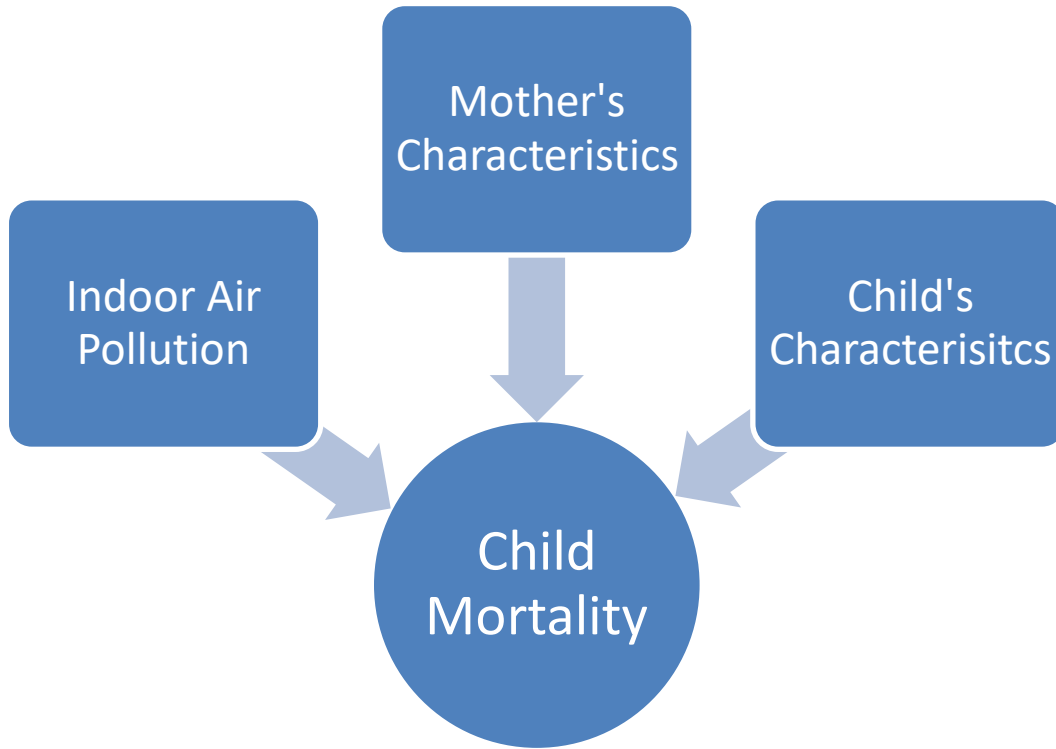 Mother's
Characteristics
Indoor Air
Pollution
Child's
Characterisitcs
Child
Mortality